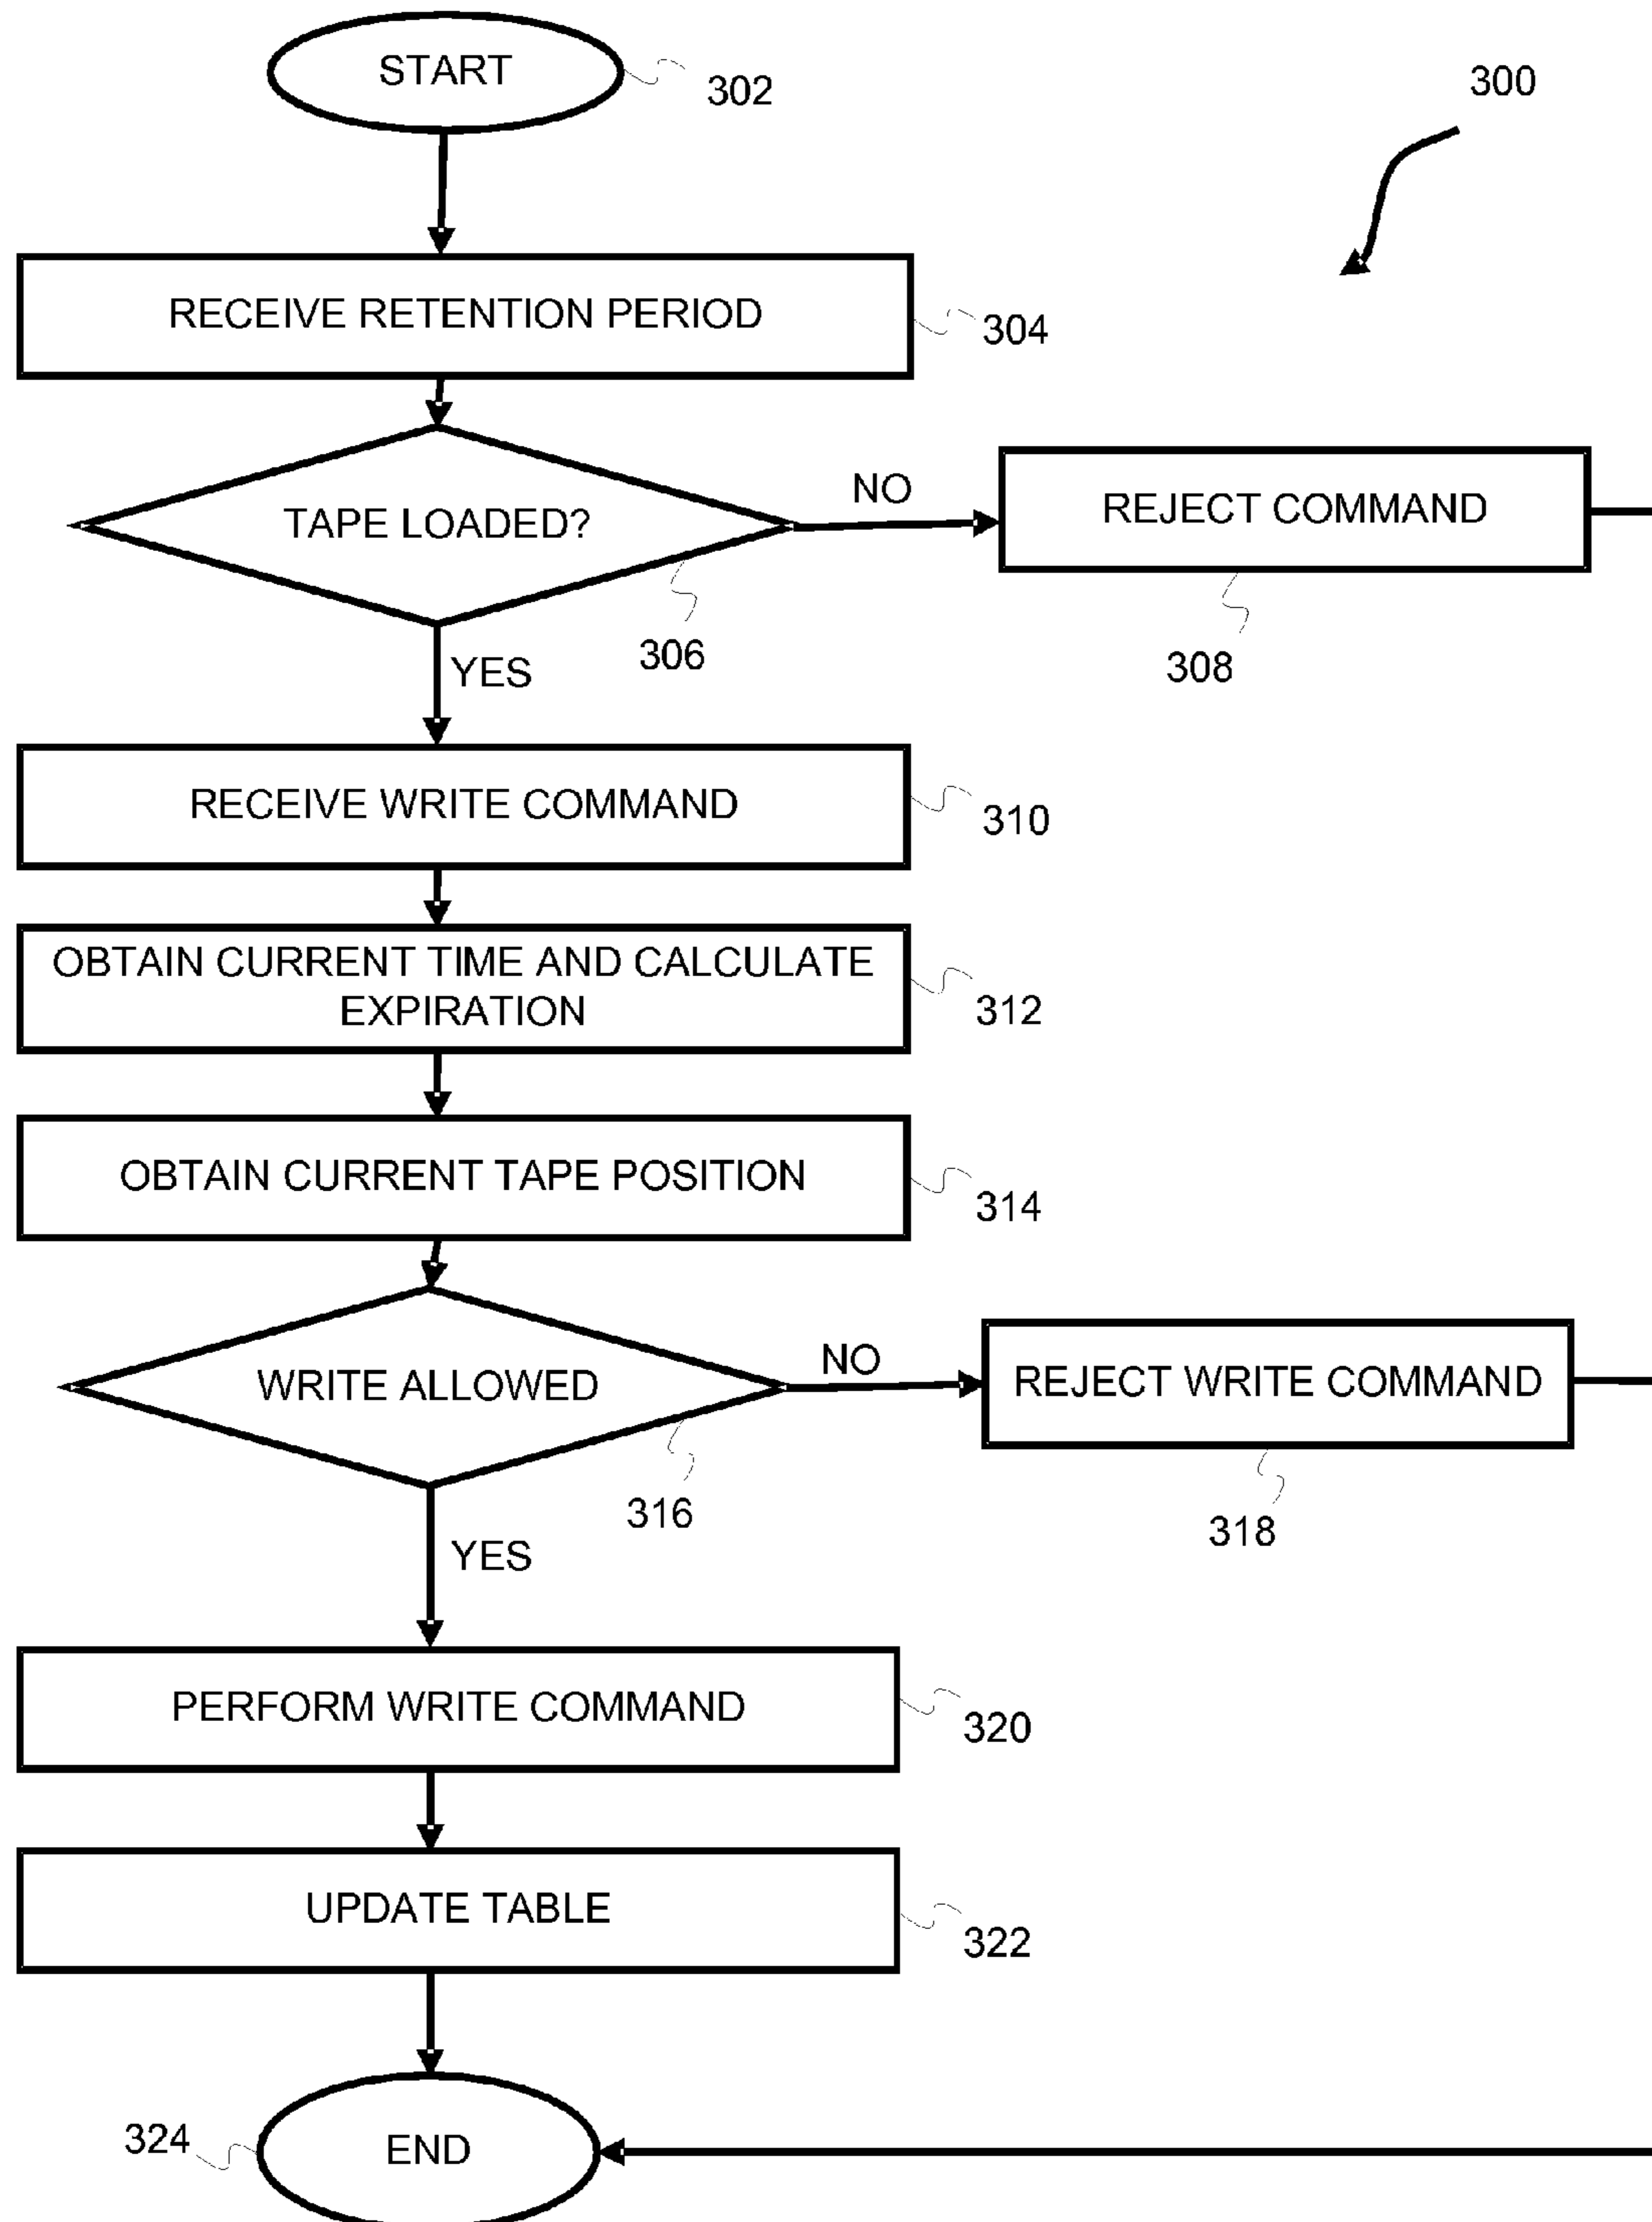 START
302
300
RECEIVE RETENTION PERIOD
304
TAPE LOADED?
NO
REJECT COMMAND
306
308
YES
RECEIVE WRITE COMMAND
310
OBTAIN CURRENT TIME AND CALCULATE
EXPIRATION
312
OBTAIN CURRENT TAPE POSITION
314
WRITE ALLOWED
NO
REJECT WRITE COMMAND
316
318
YES
PERFORM WRITE COMMAND
320
UPDATE TABLE
322
324
END